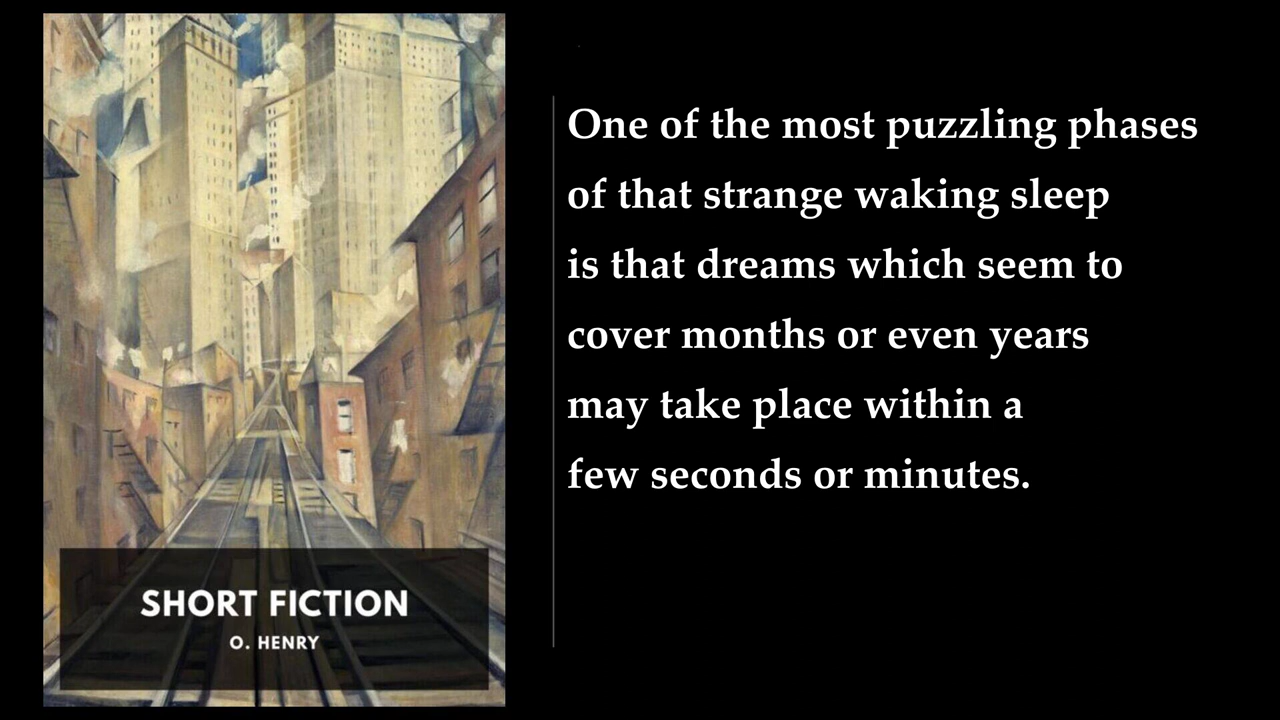 One of the most puzzling phases
of that strange waking sleep
is that dreams which seem to
cover months or even years
may take place within a
few seconds or minutes.
SHORT FICTION
O. HENRY